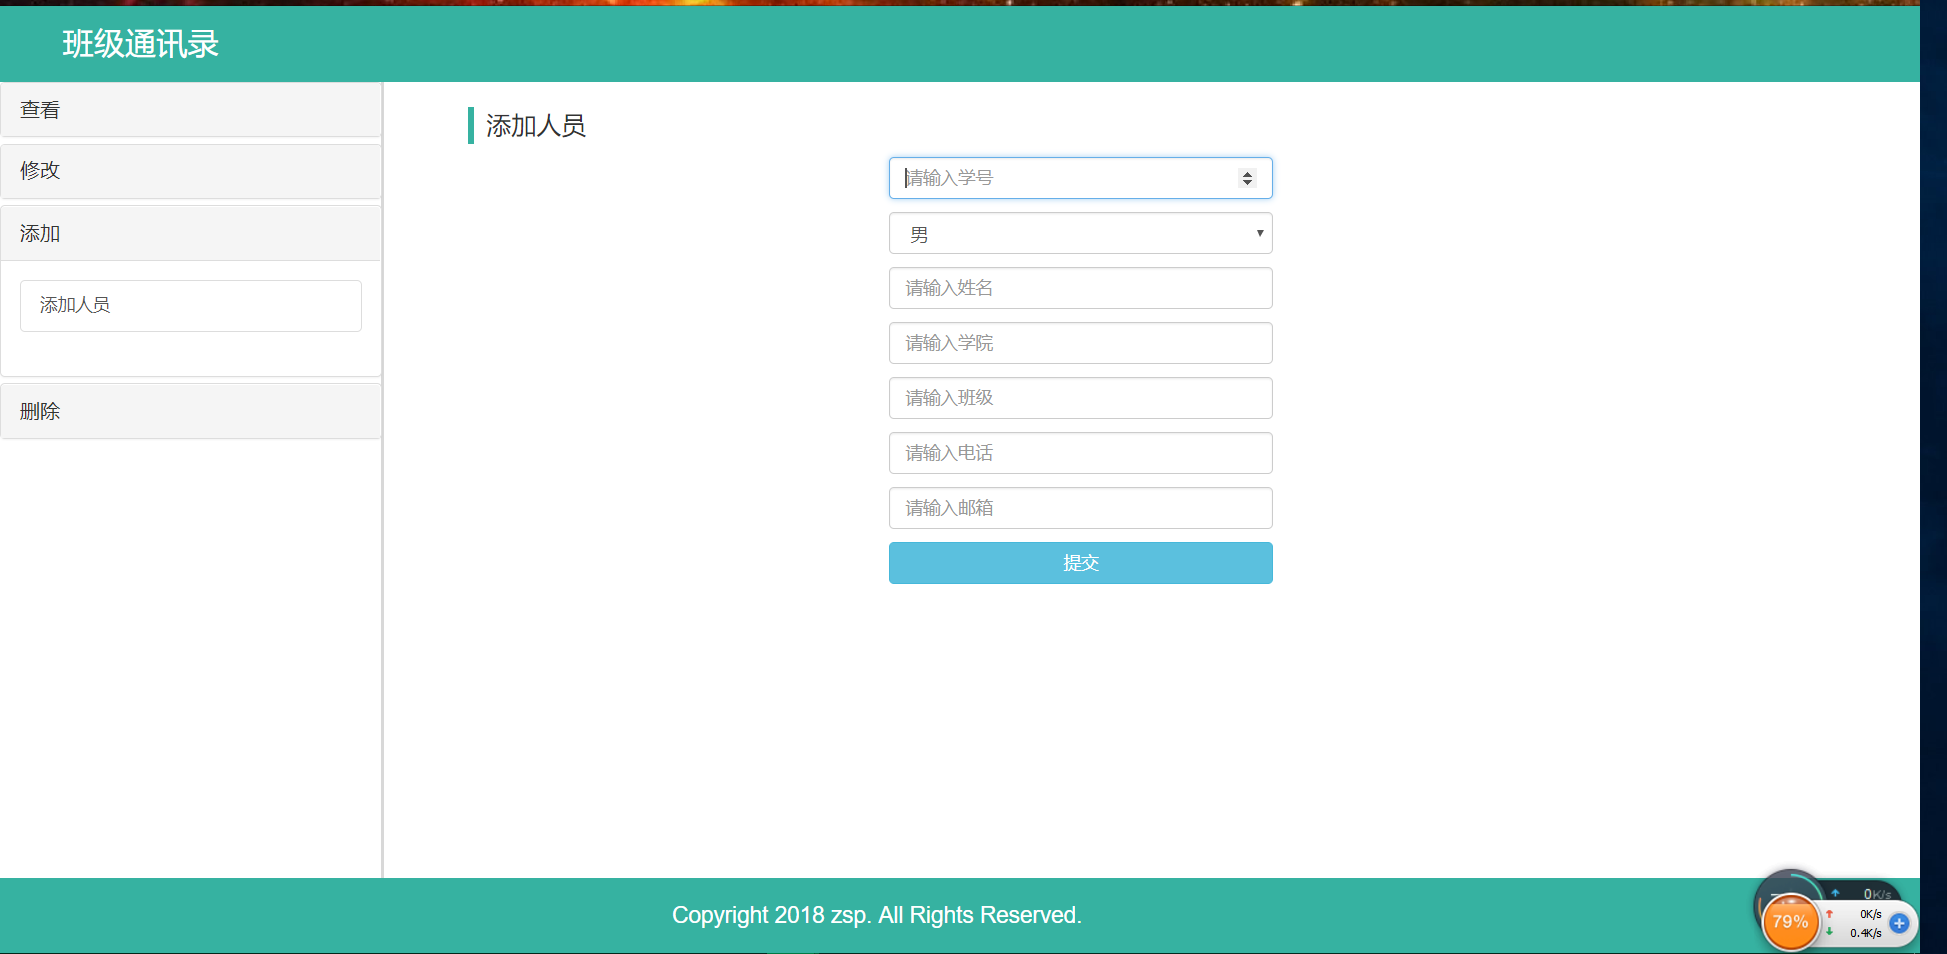 班级通讯录
查看
修改
添加
添加人员
删除
添加人员
请输入学号
男
请输入姓名
请输入学院
请输入班级
请输入电话
请输入邮箱
提交
Copyright 2018 zsp. All Rights Reserved.
0K/s
79%
0K/s
0.4K/s